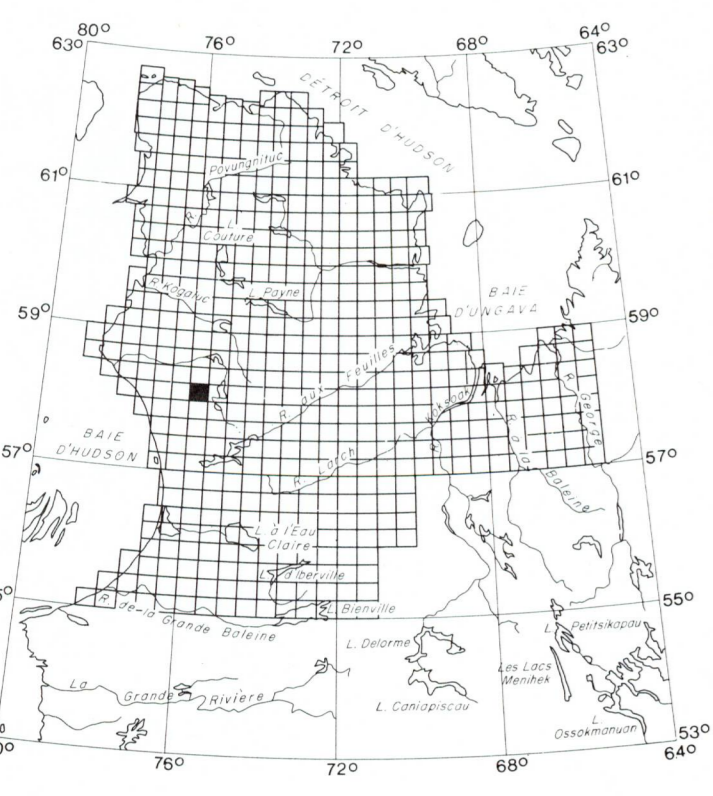 80°
76°
72°
68°
64°
63°
63°
DÉTROIT D'HUDSON
Povungnituc
R.
61°
61°
L.
Couture
R. Kogaluc
L. Payne
BAIE
D'UNGAVA
59°
59°
R. aux Feuilles
Koksoak
R.
R. à la
Baleine
R. George
BAIE
D'HUDSON
57°
57°
R. Larch
L. à l'Eau
Claire
L. d'Iberville
L. Bienville
5°
55°
R. de-la Grande Baleine
L. Delorme
L. Petitsikapau
Les Lacs
Menihek
La Grande Rivière
L. Caniapiscau
L.
Ossokmanuan
53°
0°
76°
72°
68°
64°